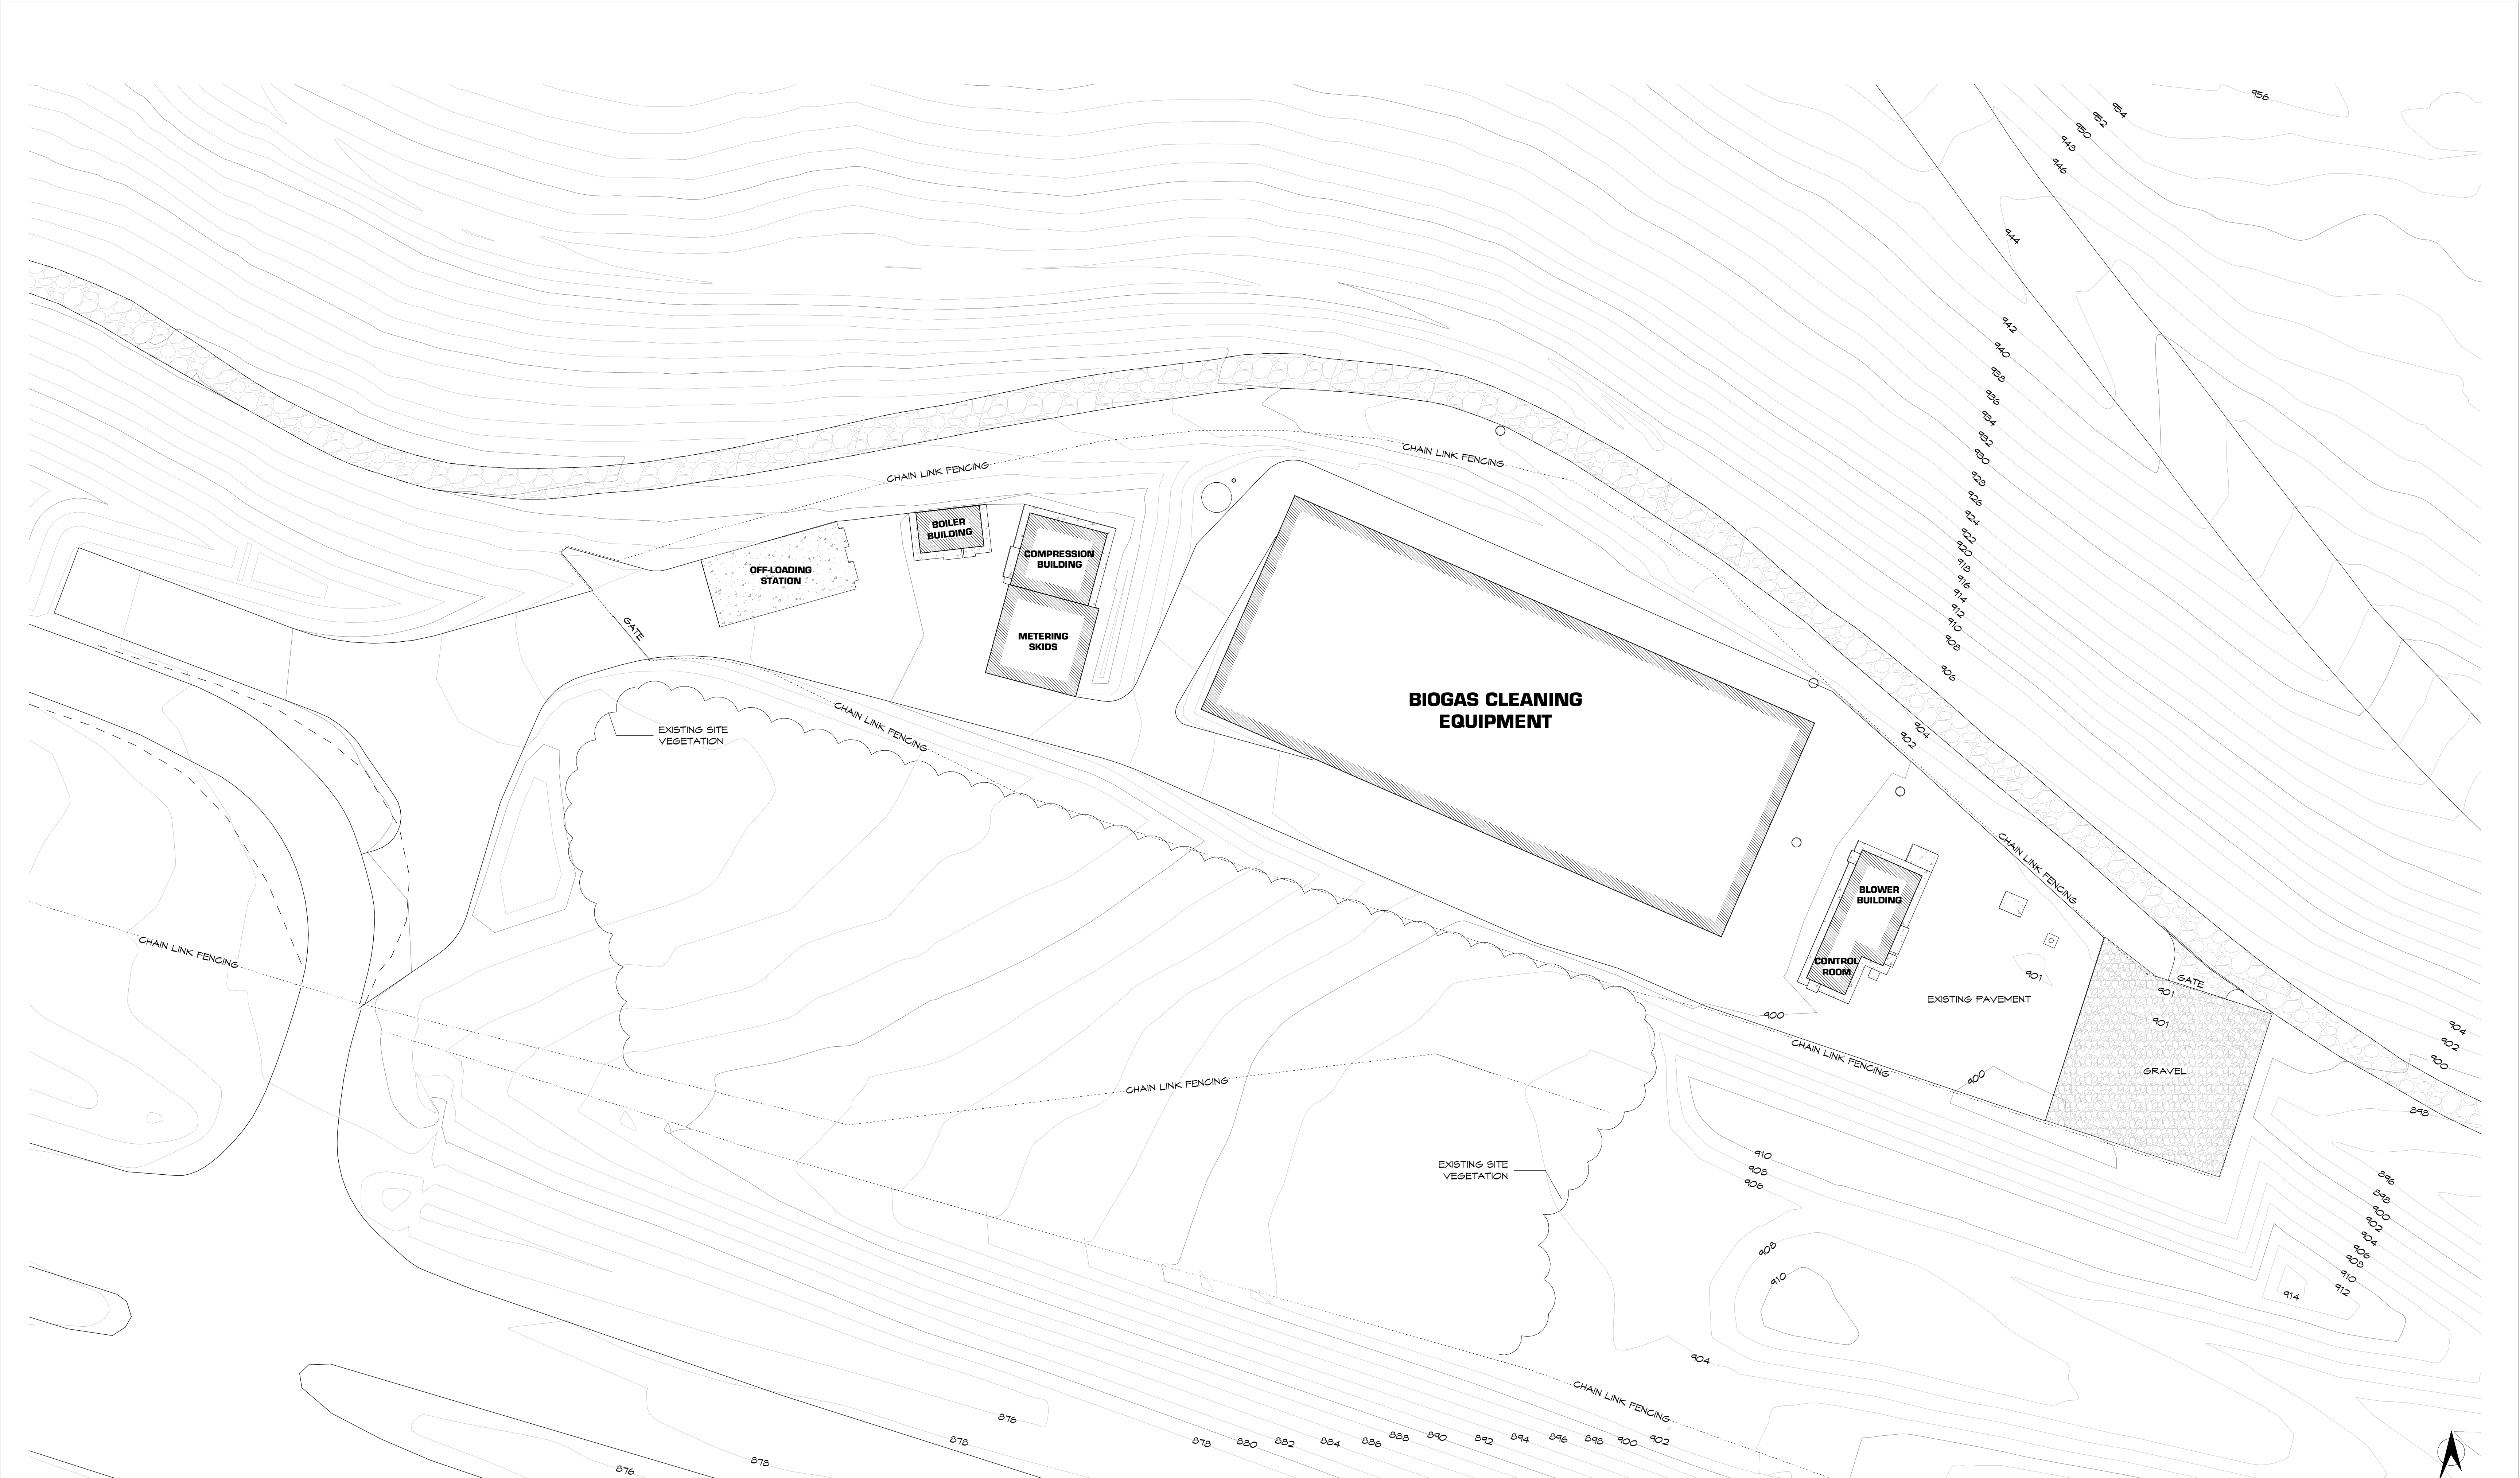 956
954
952
950
948
946
944
942
940
938
936
934
932
930
928
926
924
922
920
918
916
914
912
910
908
906
904
902
CHAIN LINK FENCING
CHAIN LINK FENCING
BOILER
BUILDING
COMPRESSION
BUILDING
OFF-LOADING
STATION
METERING
SKIDS
GATE
BIOGAS CLEANING
EQUIPMENT
EXISTING SITE
VEGETATION
CHAIN LINK FENCING
CHAIN LINK FENCING
BLOWER
BUILDING
CONTROL
ROOM
CHAIN LINK FENCING
901
EXISTING PAVEMENT
GATE
901
901
900
GRAVEL
904
902
900
898
CHAIN LINK FENCING
900
CHAIN LINK FENCING
EXISTING SITE
VEGETATION
910
908
906
908
910
896
898
900
902
904
906
908
910
912
914
904
CHAIN LINK FENCING
876
878
878
880
882
884
886
888
890
892
894
896
898
900
902
878
876